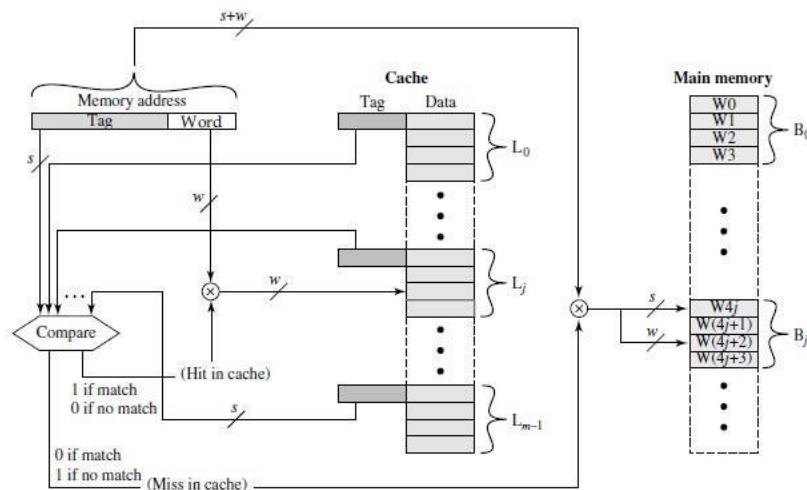 s+w
Cache
Main memory
Memory address
Tag Data
Tag Word
W0
W1
W2
W3
B0
L0
s
w
w
Lj
s
w
W4j
W(4j+1)
W(4j+2)
W(4j+3)
Bj
...
Compare
(Hit in cache)
1 if match
0 if no match
s
Lm–1
0 if match
1 if no match
(Miss in cache)